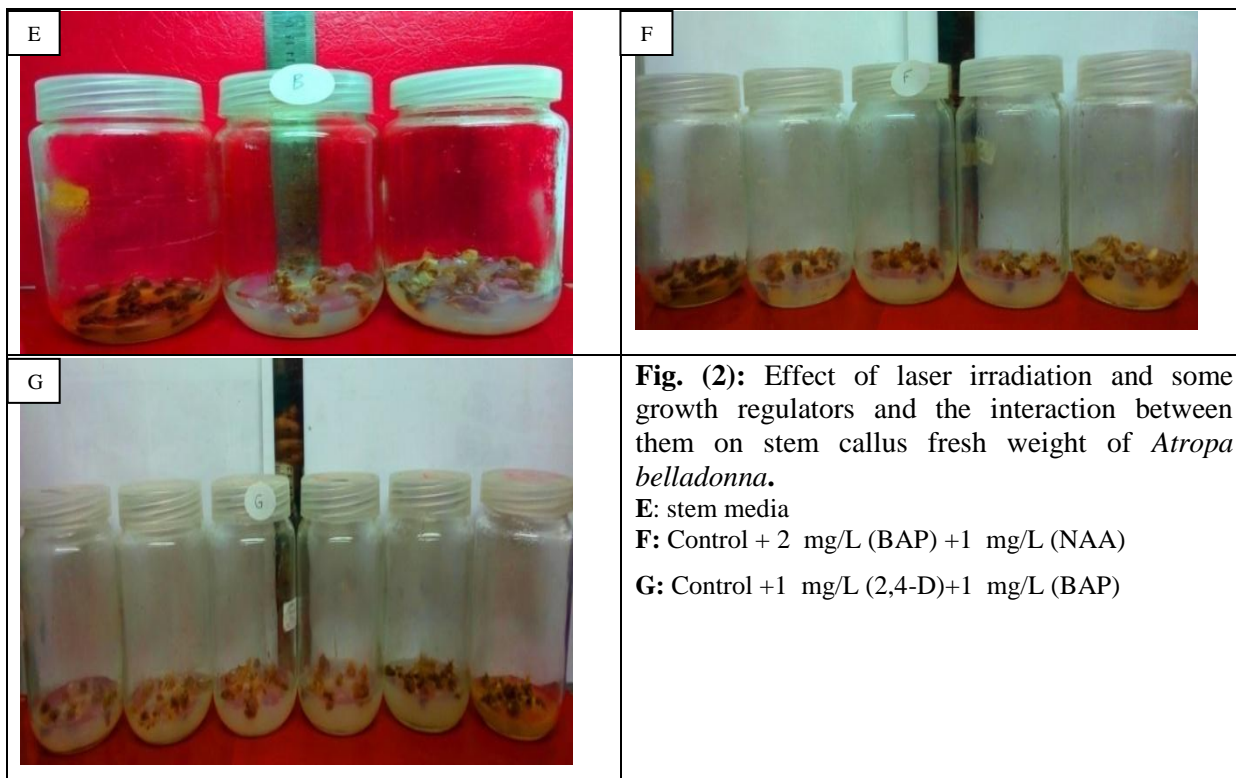 E
B
F
F
G
G
Fig. (2): Effect of laser irradiation and some
growth regulators and the interaction between
them on stem callus fresh weight of Atropa
belladonna.
E: stem media
F: Control + 2 mg/L (BAP) +1 mg/L (NAA)
G: Control +1 mg/L (2,4-D)+1 mg/L (BAP)